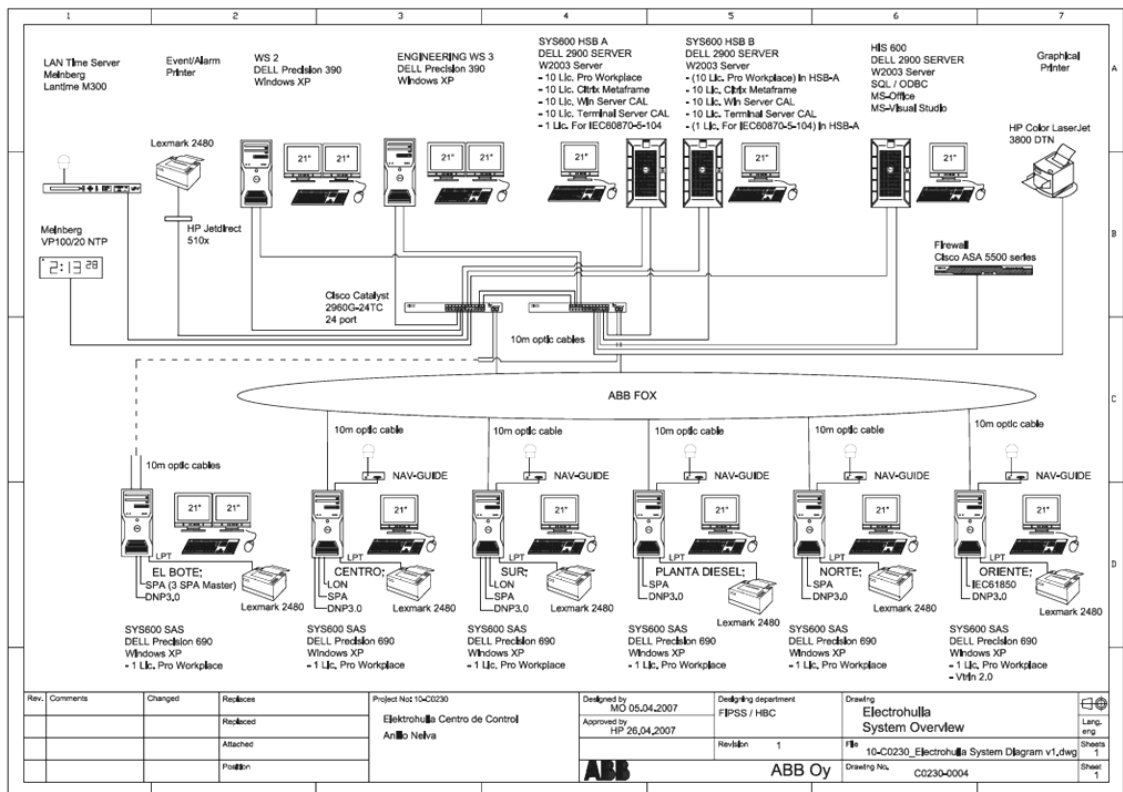 1 2 3 4 5 6 7
LAN Time Server
Meinberg
Lantime M300
Event/Alarm
Printer
WS 2
DELL Precision 390
Windows XP
ENGINEERING WS 3
DELL Precision 390
Windows XP
SYS600 HSB A
DELL 2900 SERVER
W2003 Server
- 10 Lic. Pro Workplace
- 10 Lic. Citrix Metaframe
- 10 Lic. Win Server CAL
- 10 Lic. Terminal Server CAL
- 1 Lic. For IEC60870-5-104
SYS600 HSB B
DELL 2900 SERVER
W2003 Server
- (10 Lic. Pro Workplace) in HSB-A
- 10 Lic. Citrix Metaframe
- 10 Lic. Win Server CAL
- 10 Lic. Terminal Server CAL
- (1 Lic. For IEC60870-5-104) in HSB-A
HIS 600
DELL 2900 SERVER
W2003 Server
SQL / ODBC
MS-Office
MS-Visual Studio
Graphical
Printer
A
Lexmark 2480
HP Color LaserJet
3800 DTN
21" 21"
21" 21"
21"
21"
21"
Meinberg
VP100/20 NTP
2:13 28
HP Jetdirect
510x
Firewall
Cisco ASA 5500 series
B
Cisco Catalyst
2960G-24TC
24 port
10m optic cables
ABB FOX
C
10m optic cables
10m optic cable
10m optic cable
10m optic cable
10m optic cable
10m optic cable
NAV-GUIDE
NAV-GUIDE
NAV-GUIDE
NAV-GUIDE
NAV-GUIDE
21" 21"
21"
21"
21"
21"
21"
D
LPT
EL BOTE:
SPA (3 SPA Master)
DNP3.0
Lexmark 2480
LPT
CENTRO:
LON
SPA
DNP3.0
Lexmark 2480
LPT
SUR:
LON
SPA
DNP3.0
Lexmark 2480
LPT
PLANTA DIESEL:
SPA
DNP3.0
Lexmark 2480
LPT
NORTE:
SPA
DNP3.0
Lexmark 2480
LPT
ORIENTE:
IEC61850
DNP3.0
Lexmark 2480
SYS600 SAS
DELL Precision 690
Windows XP
- 1 Lic. Pro Workplace
SYS600 SAS
DELL Precision 690
Windows XP
- 1 Lic. Pro Workplace
SYS600 SAS
DELL Precision 690
Windows XP
- 1 Lic. Pro Workplace
SYS600 SAS
DELL Precision 690
Windows XP
- 1 Lic. Pro Workplace
SYS600 SAS
DELL Precision 690
Windows XP
- 1 Lic. Pro Workplace
SYS600 SAS
DELL Precision 690
Windows XP
- 1 Lic. Pro Workplace
- Vtrin 2.0
Rev. Comments Changed
Replaces
Replaced
Attached
Position
Project No: 10-C0230
Elektrohulla Centro de Control
Anillo Neiva
Designed by
MO 05.04.2007
Approved by
HP 26.04.2007
Designing department
FIPSS / HBC
Revision 1
ABB
ABB Oy
Drawing
Electrohulla
System Overview
File 10-C0230_Electrohulla System Diagram v1.dwg
Drawing No. C0230-0004
Lang.
eng
Sheets
1
Sheet
1